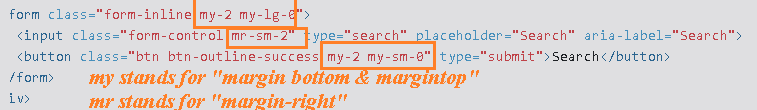 form class="form-inline my-2 my-lg-0">
<input class="form-control mr-sm-2" type="search" placeholder="Search" aria-label="Search">
<button class="btn btn-outline-success my-2 my-sm-0" type="submit">Search</button>
/form> my stands for "margin bottom & margintop"
iv> mr stands for "margin-right"